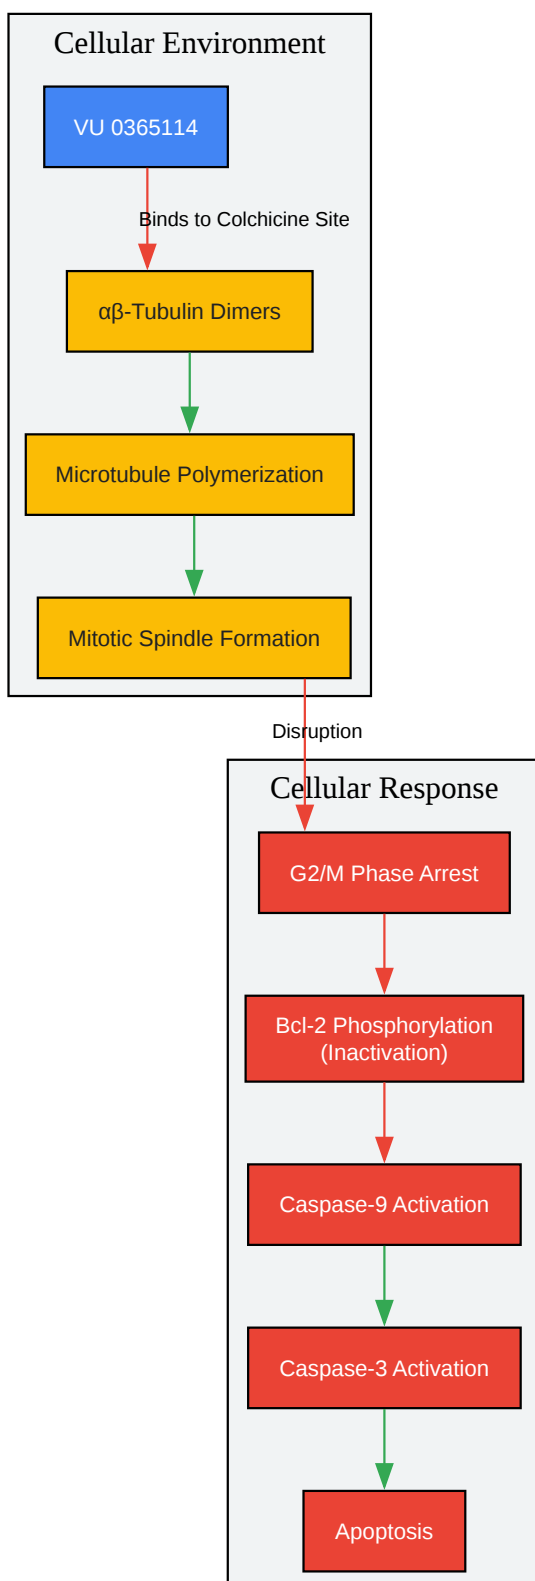 Cellular Environment
VU 0365114
Binds to Colchicine Site
αβ-Tubulin Dimers
Microtubule Polymerization
Mitotic Spindle Formation
Disruption
Cellular Response
G2/M Phase Arrest
Bcl-2 Phosphorylation
(Inactivation)
Caspase-9 Activation
Caspase-3 Activation
Apoptosis